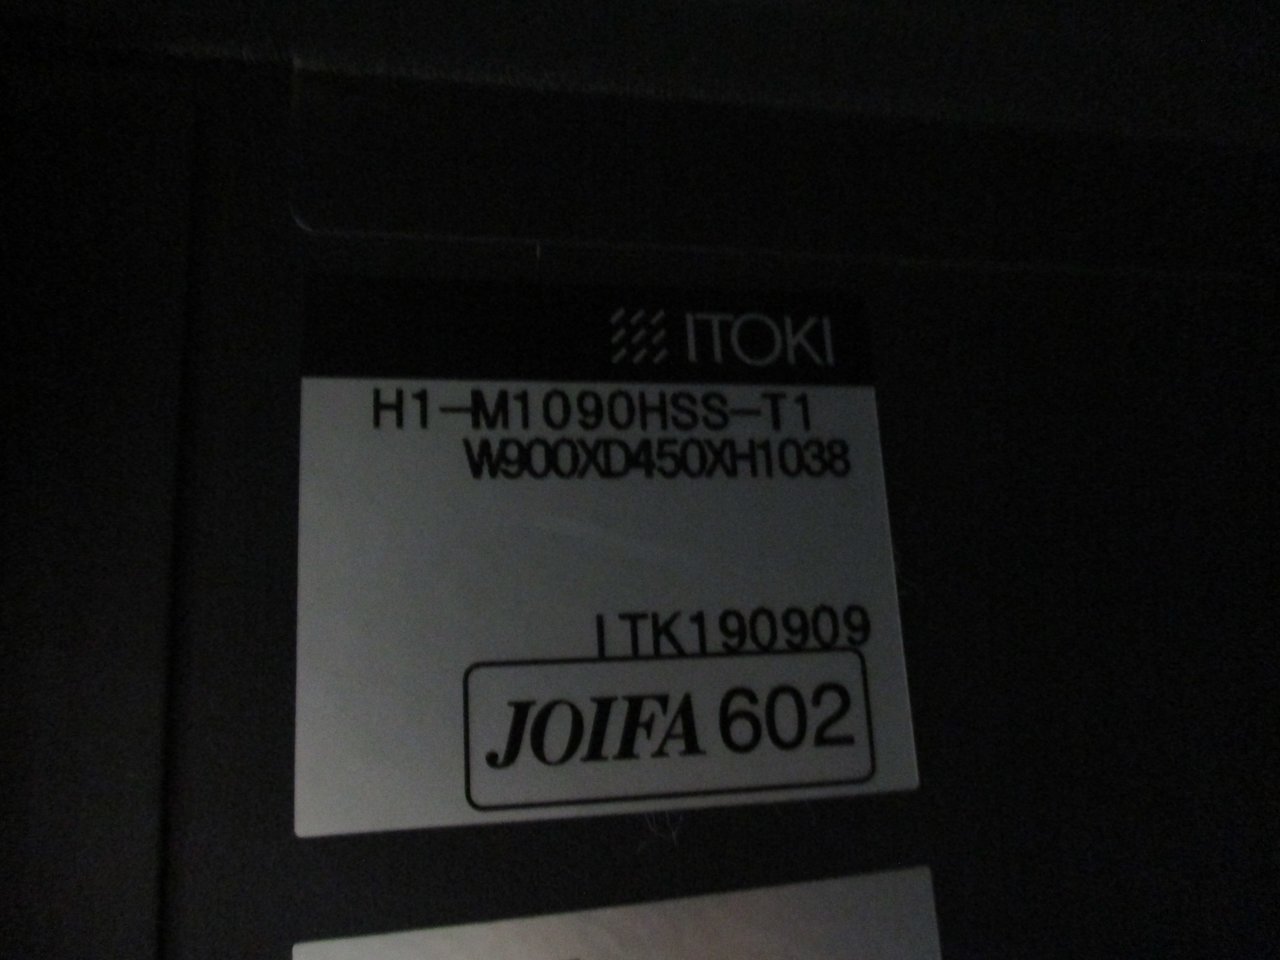 ITOKI
H1-M1090HSS-T1
W900XD450XH1038
ITK190909
JOIFA 602